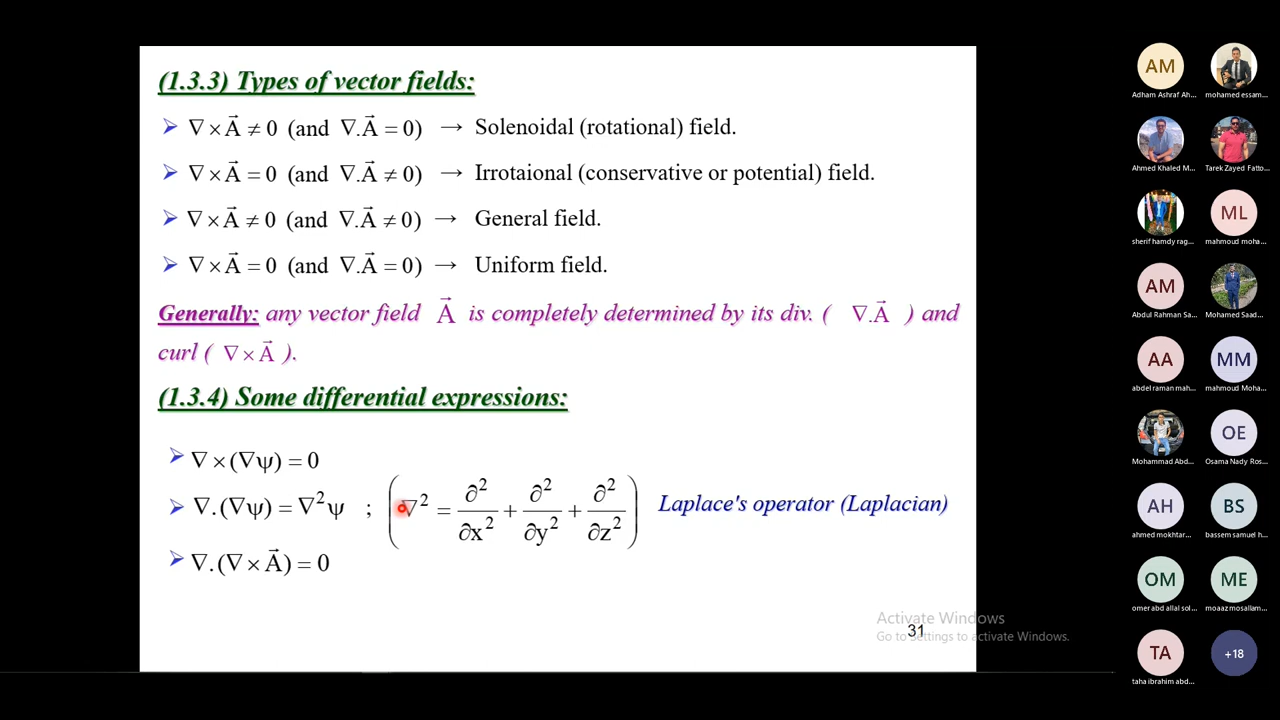 (1.3.3) Types of vector fields:
➢ ∇×A⃗ ≠ 0 (and ∇.A⃗ = 0) → Solenoidal (rotational) field.
➢ ∇×A⃗ = 0 (and ∇.A⃗ ≠ 0) → Irrotaional (conservative or potential) field.
➢ ∇×A⃗ ≠ 0 (and ∇.A⃗ ≠ 0) → General field.
➢ ∇×A⃗ = 0 (and ∇.A⃗ = 0) → Uniform field.
Generally: any vector field A⃗ is completely determined by its div. ( ∇.A⃗ ) and
curl ( ∇×A⃗ ).
(1.3.4) Some differential expressions:
➢ ∇×(∇ψ) = 0
➢ ∇.(∇ψ) = ∇²ψ ; (∇² = ∂²/∂x² + ∂²/∂y² + ∂²/∂z²) Laplace's operator (Laplacian)
➢ ∇.(∇×A⃗) = 0
31
Activate Windows
Go to Settings to activate Windows.
AM
Adham Ashraf Ah...
mohamed essam...
Ahmed Khaled M...
Tarek Zayed Fatto...
sherif hamdy rag...
ML
mahmoud moha...
AM
Abdul Rahman Sa...
Mohamed Saad...
AA
abdel raman mah...
MM
mahmoud Moha...
Mohammad Abd...
OE
Osama Nady Ros...
AH
ahmed mokhtar...
BS
bassem samuel h...
OM
omer abd allal sol...
ME
moaaz mosallam...
TA
taha ibrahim abd...
+18